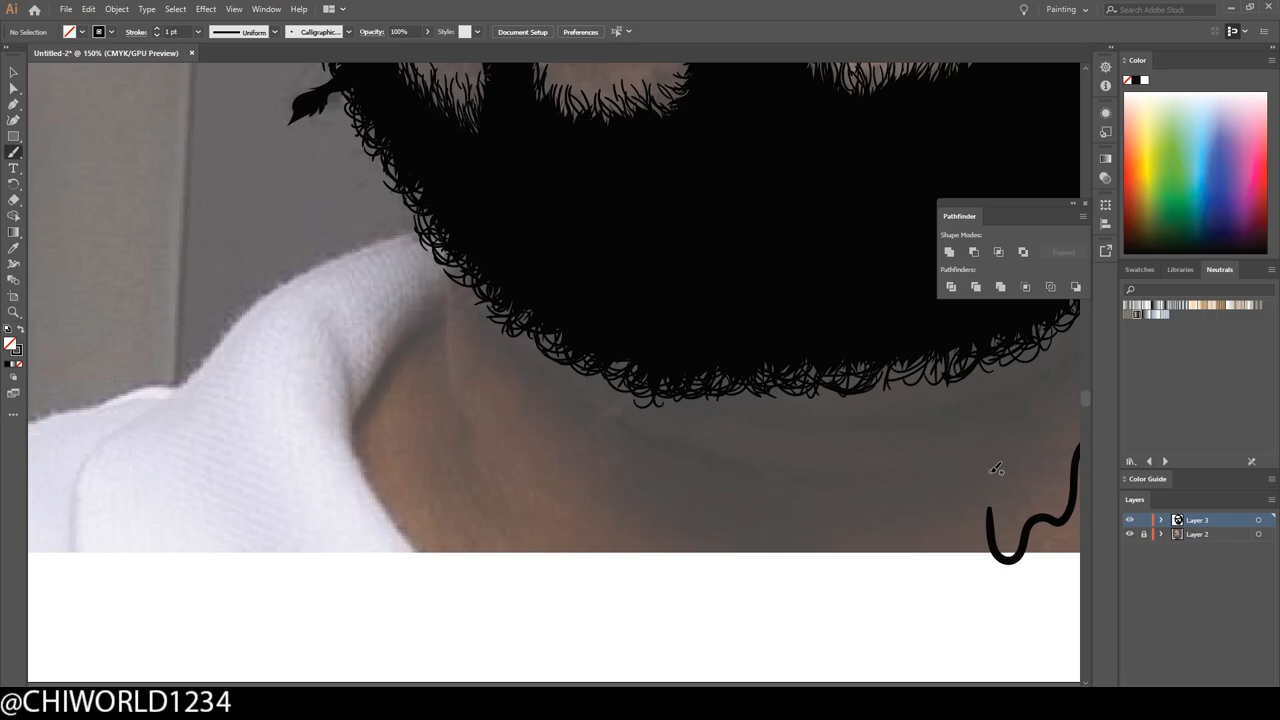 Ai File Edit Object Type Select Effect View Window Help Painting Search Adobe Stock
No Selection Stroke: 1 pt Uniform Calligraphic... Opacity: 100% Style: Document Setup Preferences
Untitled-2* @ 150% (CMYK/GPU Preview)
Color
Pathfinder
Shape Modes:
Expand
Pathfinders:
Swatches Libraries Neutrals
Color Guide
Layers
Layer 3
Layer 2
@CHIWORLD1234